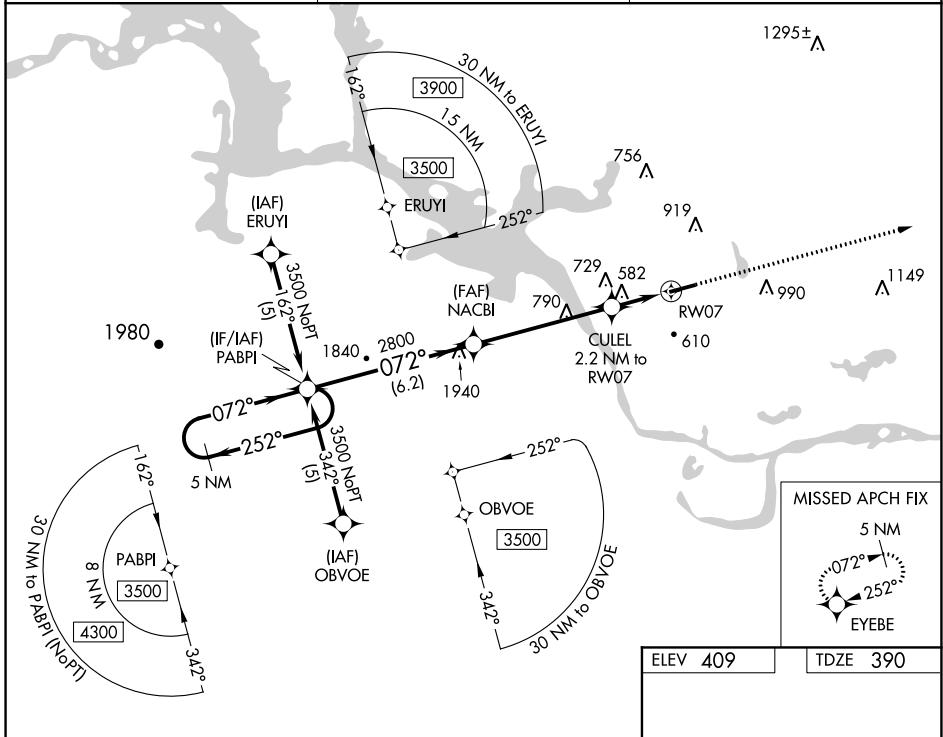 1295±
30 NM to ERUYI
162°
3900
15 NM
3500
ERUYI
252°
756
919
(IAF)
ERUYI
3500 NoPT
162°
(5)
729
582
790
990
1149
RW07
610
CULEL
2.2 NM to
RW07
(FAF)
NACBI
1980
(IF/IAF)
PABPI
1840
2800
072°
(6.2)
1940
072°
252°
5 NM
3500 NoPT
342°
(5)
(IAF)
OBVOE
252°
OBVOE
3500
342°
30 NM to OBVOE
162°
30 NM to PABPI (NoPT)
8 NM
PABPI
3500
4300
342°
MISSED APCH FIX
5 NM
072°
252°
EYEBE
ELEV 409
TDZE 390